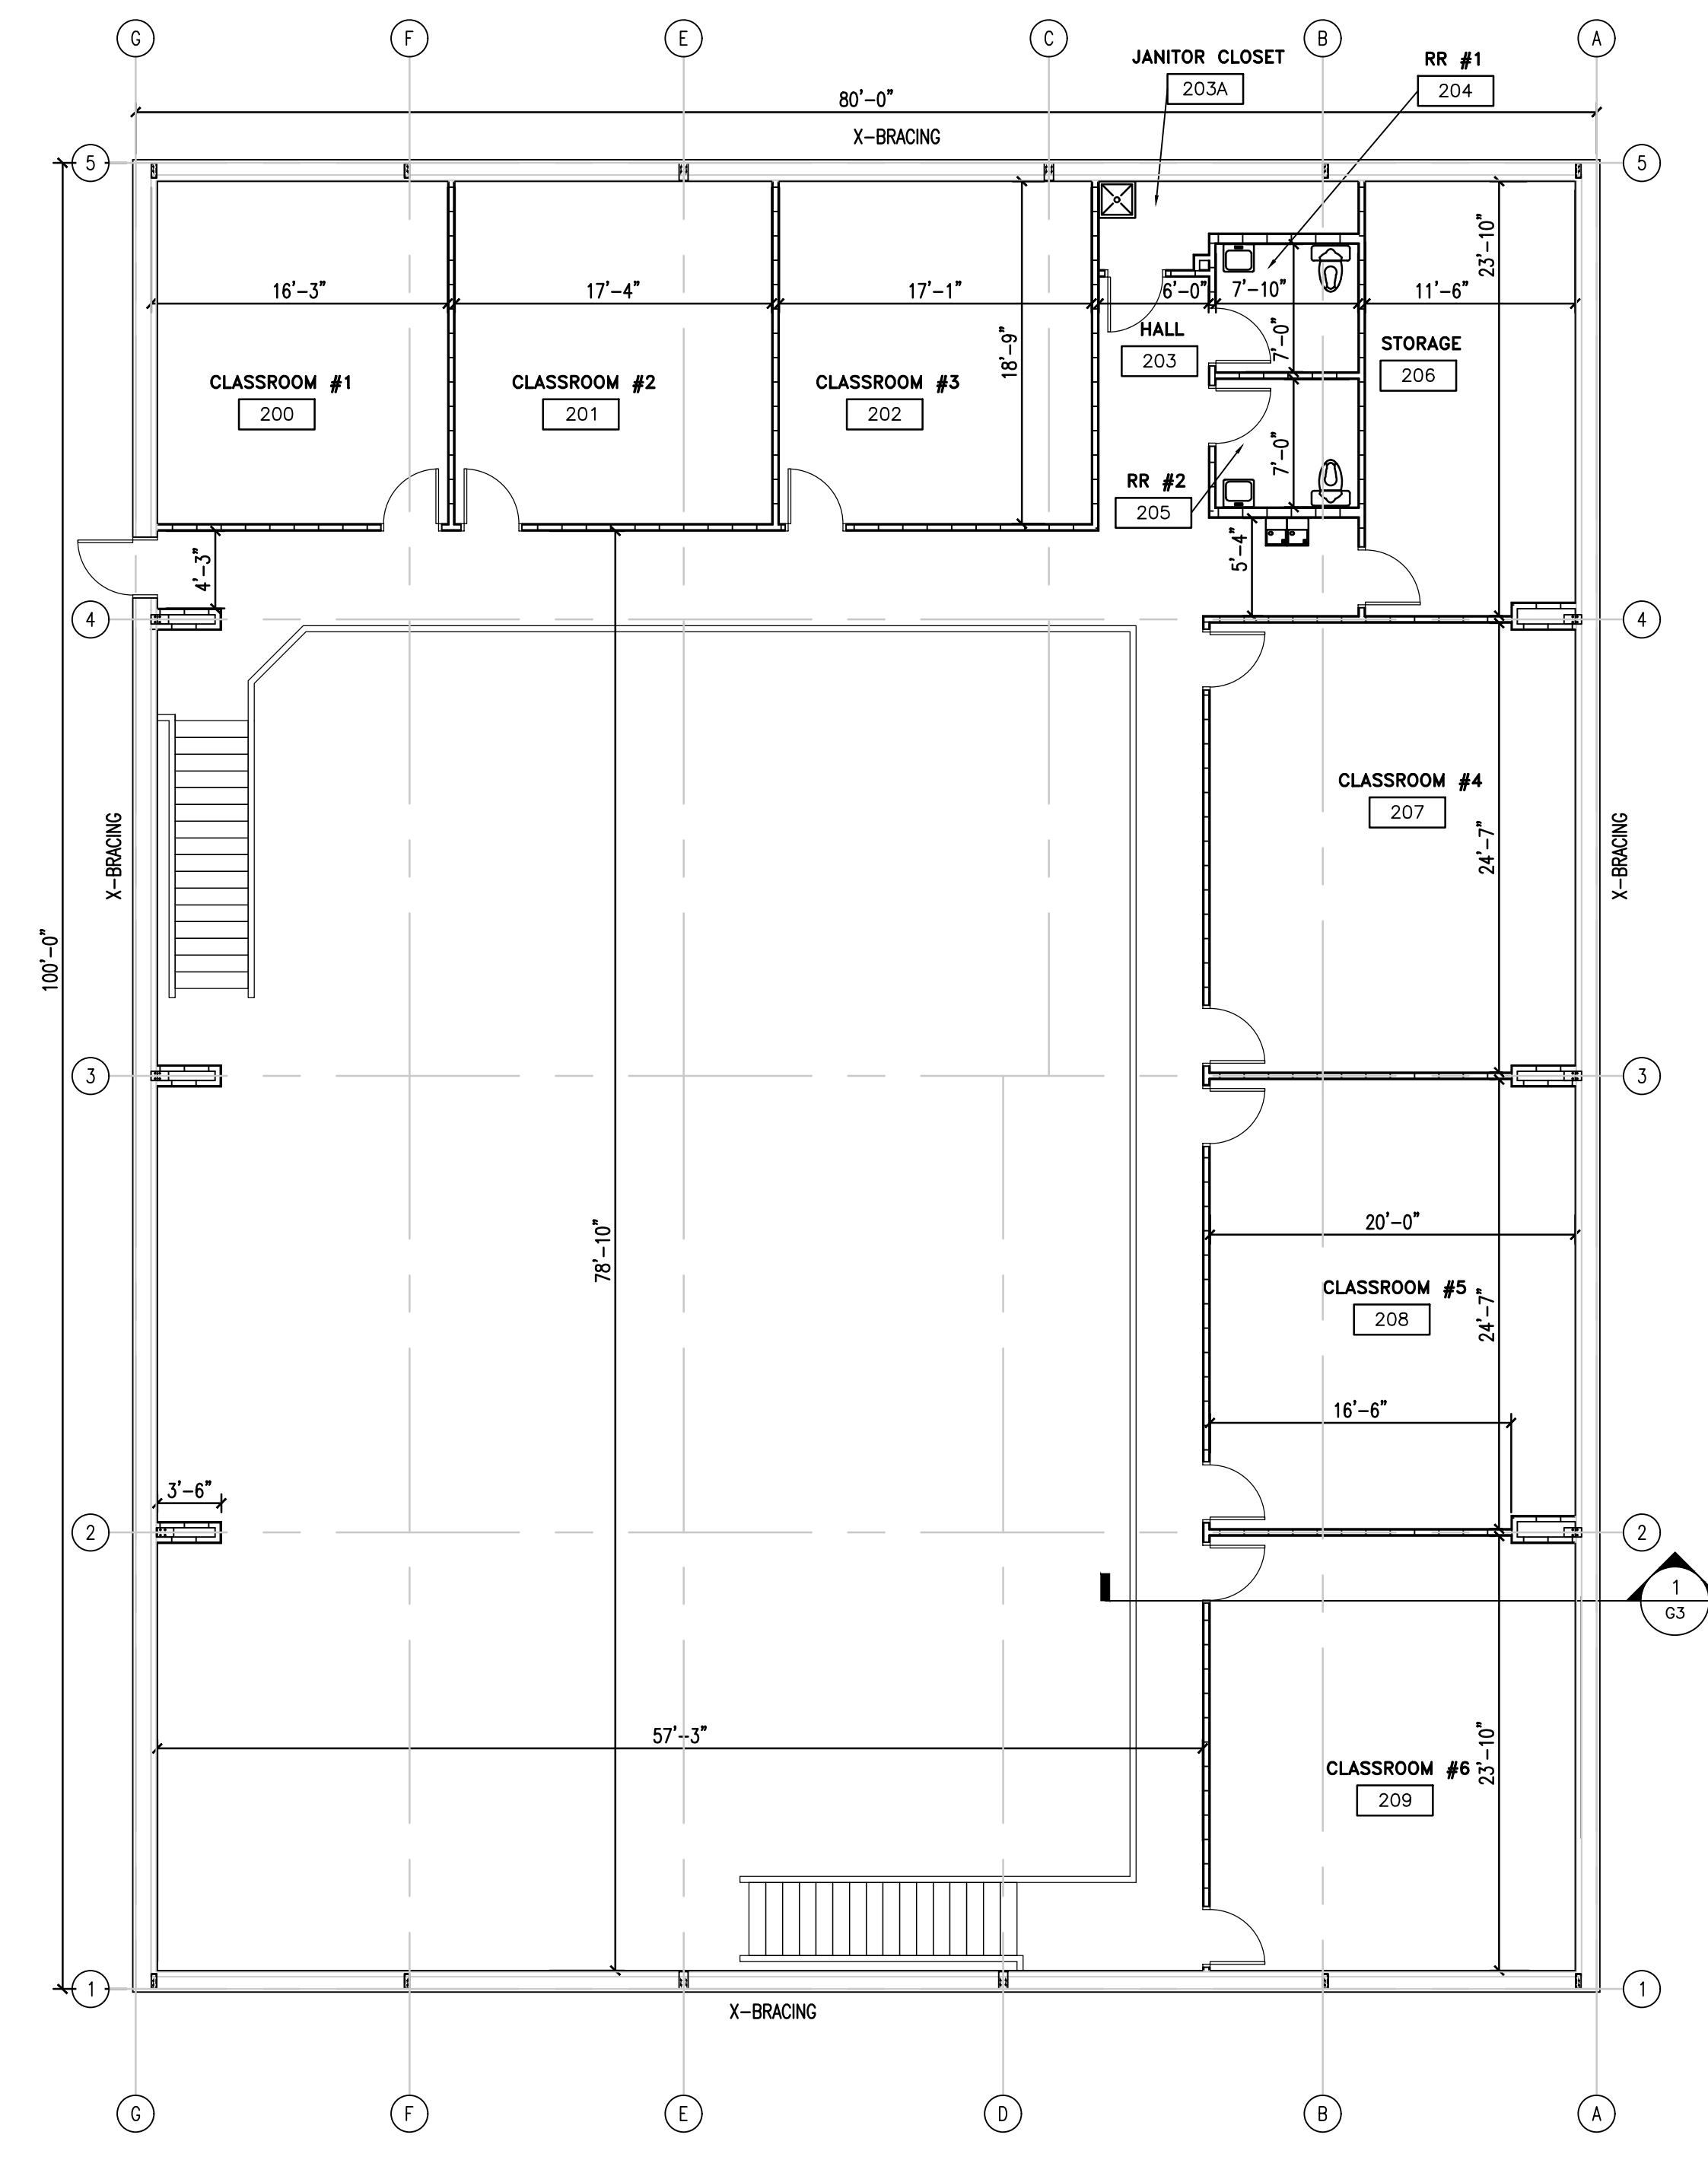 G F E C B A
JANITOR CLOSET
203A
RR #1
204
80'-0"
X-BRACING
5 5
23'-10"
16'-3" 17'-4" 17'-1" 6'-0" 7'-10" 11'-6"
HALL
203
7'-0"
18'-9"
STORAGE
206
CLASSROOM #1
200
CLASSROOM #2
201
CLASSROOM #3
202
7'-0"
RR #2
205
4'-3"
5'-4"
4 4
CLASSROOM #4
207
24'-7"
X-BRACING
X-BRACING
100'-0"
3 3
78'-10"
20'-0"
CLASSROOM #5
208
24'-7"
16'-6"
3'-6"
2 2
1
G3
57'-3"
CLASSROOM #6
209
23'-10"
1 1
X-BRACING
G F E D B A